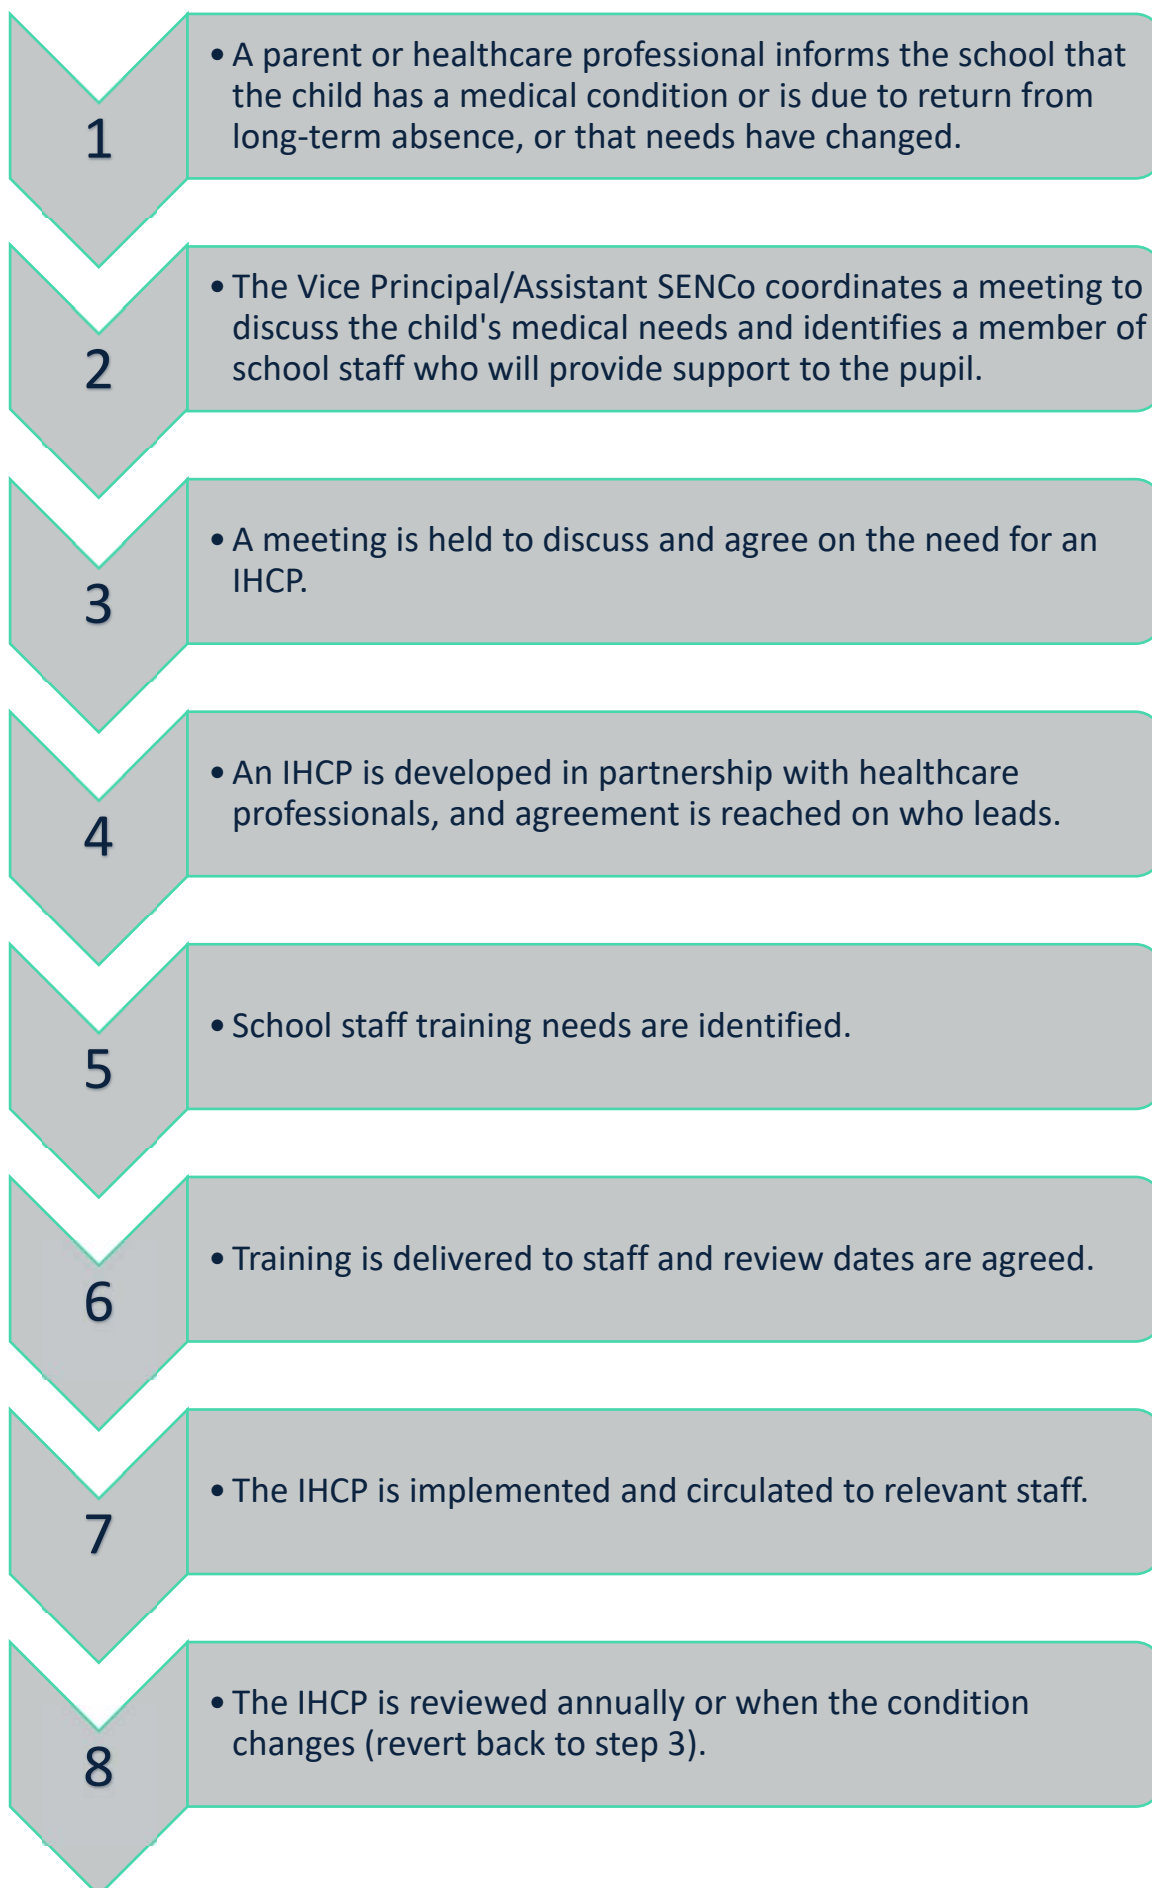 1
• A parent or healthcare professional informs the school that
the child has a medical condition or is due to return from
long-term absence, or that needs have changed.
2
• The Vice Principal/Assistant SENCo coordinates a meeting to
discuss the child's medical needs and identifies a member of
school staff who will provide support to the pupil.
3
• A meeting is held to discuss and agree on the need for an
IHCP.
4
• An IHCP is developed in partnership with healthcare
professionals, and agreement is reached on who leads.
5
• School staff training needs are identified.
6
• Training is delivered to staff and review dates are agreed.
7
• The IHCP is implemented and circulated to relevant staff.
8
• The IHCP is reviewed annually or when the condition
changes (revert back to step 3).